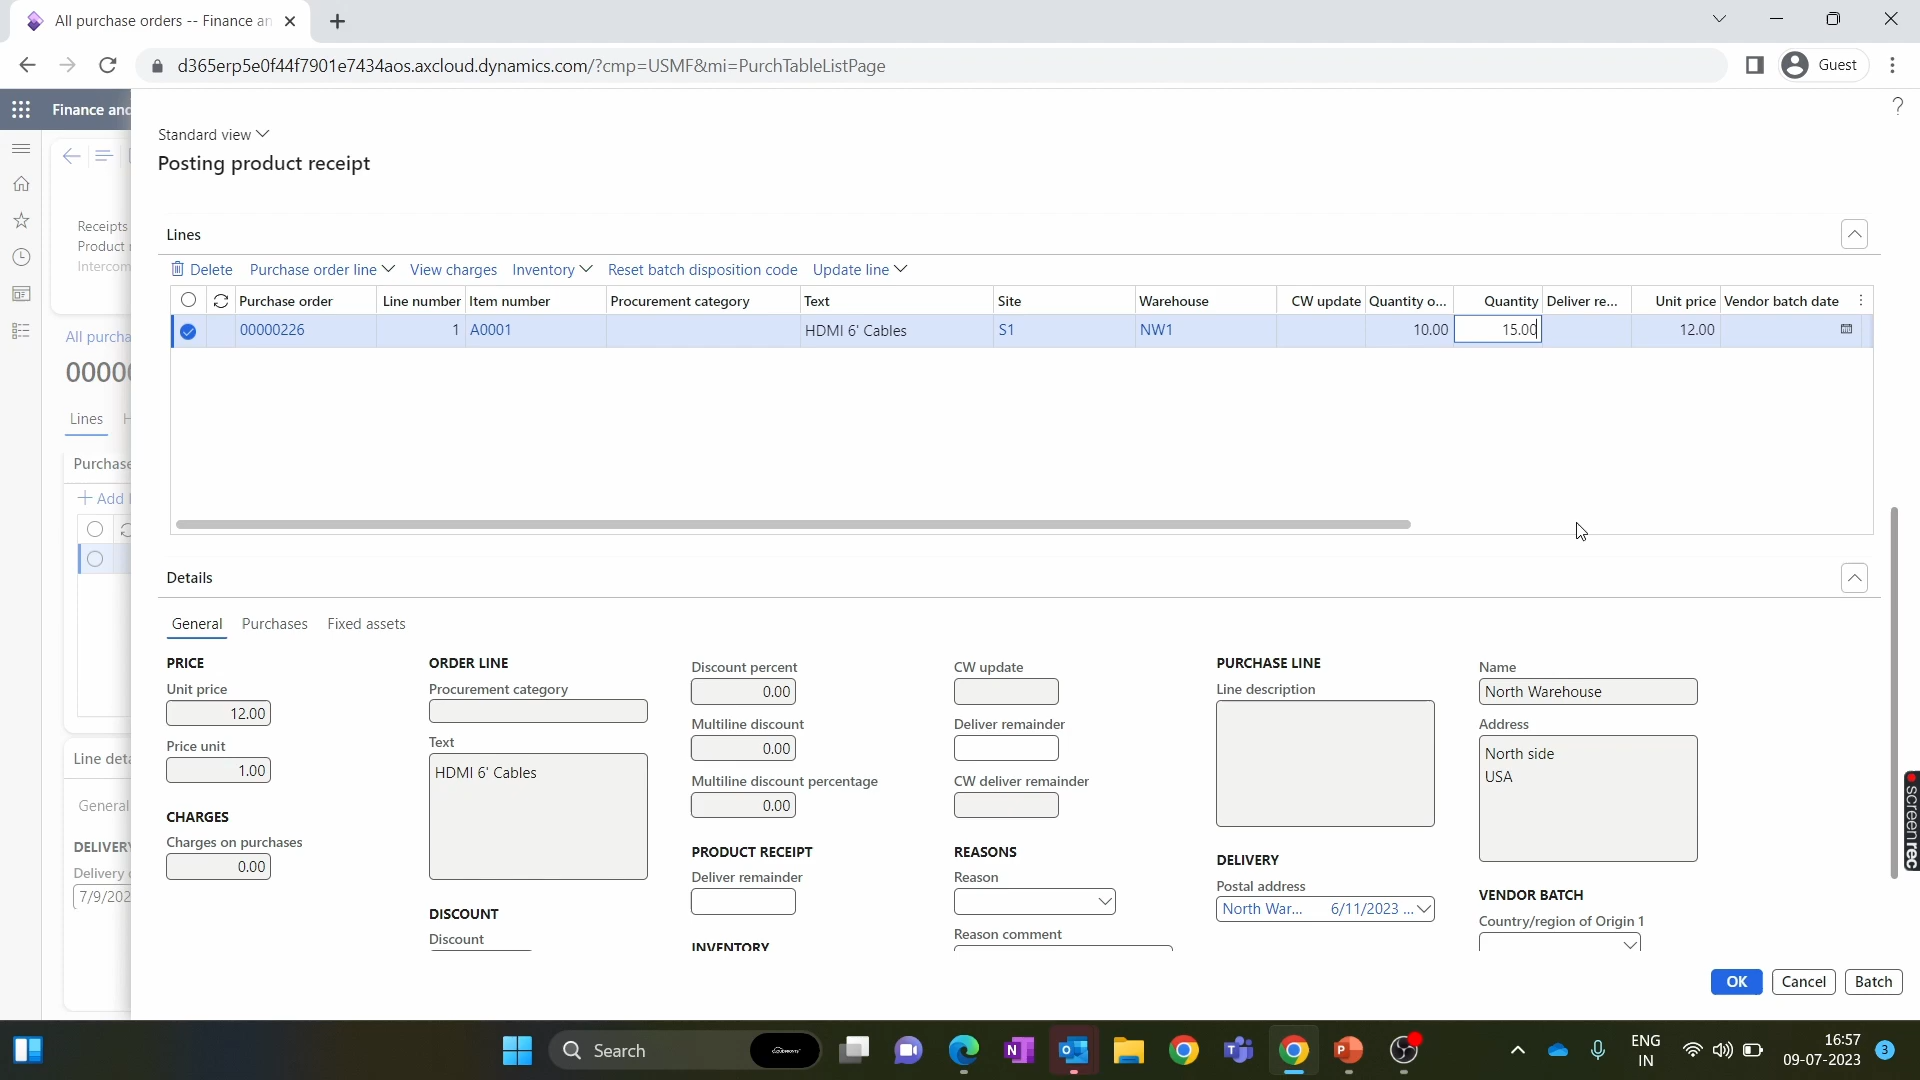 All purchase orders -- Finance an
d365erp5e0f44f7901e7434aos.axcloud.dynamics.com/?cmp=USMF&mi=PurchTableListPage
Guest
Finance and
?
Standard view
Posting product receipt
Receipts
Product
Intercom
Lines
Delete Purchase order line View charges Inventory Reset batch disposition code Update line
Purchase order Line number Item number Procurement category Text Site Warehouse CW update Quantity o... Quantity Deliver re... Unit price Vendor batch date
00000226 1 A0001 HDMI 6' Cables S1 NW1 10.00 15.00 12.00
All purcha
0000
Lines
Purchase
Add
Details
General Purchases Fixed assets
PRICE
Unit price
12.00
Price unit
1.00
CHARGES
Charges on purchases
0.00
ORDER LINE
Procurement category
Text
HDMI 6' Cables
DISCOUNT
Discount
Discount percent
0.00
Multiline discount
0.00
Multiline discount percentage
0.00
PRODUCT RECEIPT
Deliver remainder
INVENTORY
CW update
Deliver remainder
CW deliver remainder
REASONS
Reason
Reason comment
PURCHASE LINE
Line description
DELIVERY
Postal address
North War... 6/11/2023 ...
Name
North Warehouse
Address
North side
USA
VENDOR BATCH
Country/region of Origin 1
Line deta
General
DELIVERY
Delivery
7/9/202
OK Cancel Batch
screenrec
Search
ENG
IN
16:57
09-07-2023
3